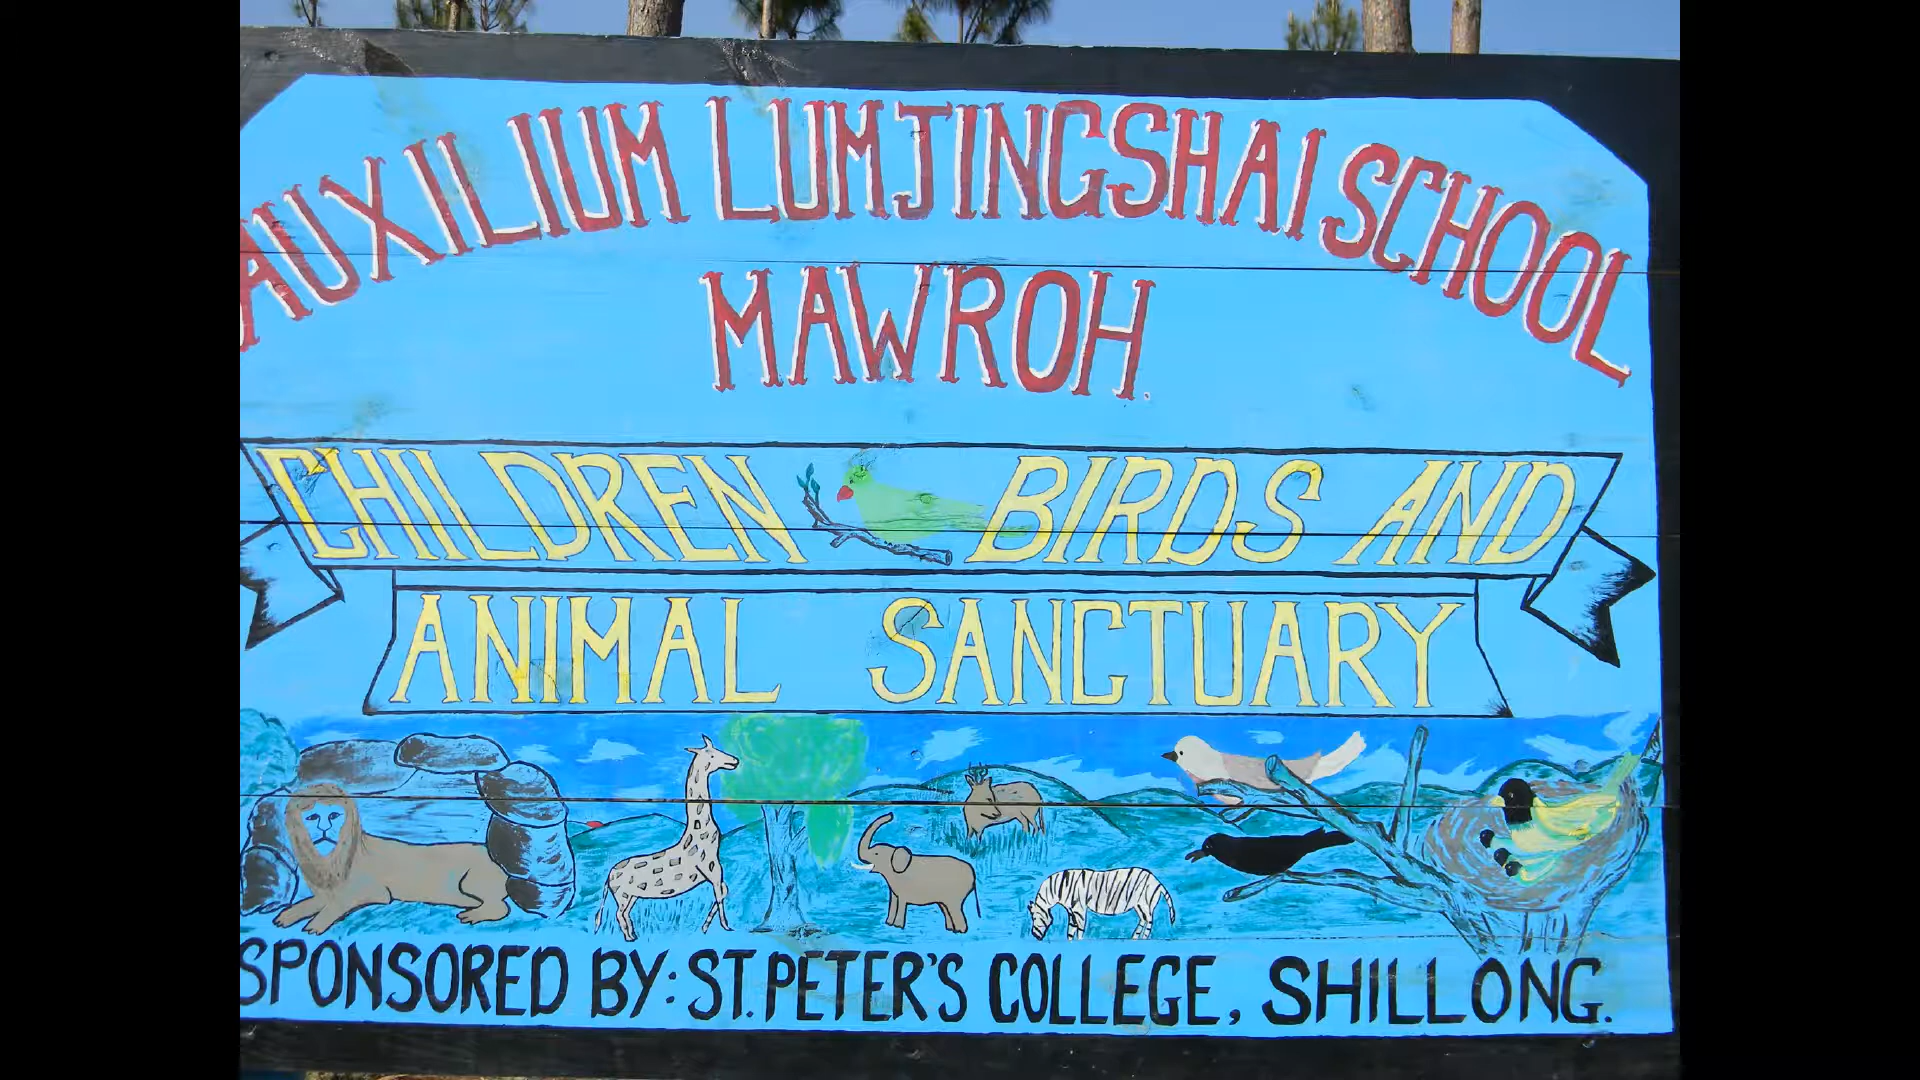 AUXILIUM LUMJINGSHAI SCHOOL
MAWROH.
CHILDREN BIRDS AND
ANIMAL SANCTUARY
SPONSORED BY: ST. PETER'S COLLEGE, SHILLONG.